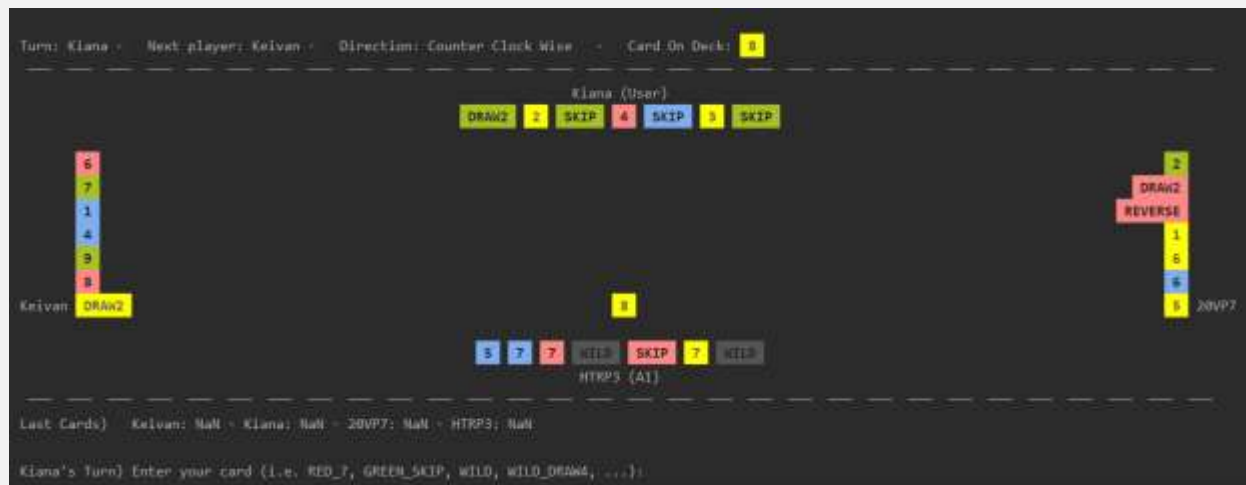 Turn: Kiana - Next player: Keivan - Direction: Counter Clock Wise - Card On Deck: 8
Kiana (User)
DRAW2 2 SKIP 4 SKIP 3 SKIP
6 2
7 DRAW2
1 REVERSE
4 1
9 6
8 6
Keivan DRAW2 8 5 20VP7
5 7 7 WILD SKIP 7 WILD
HTRP3 (AI)
Last Cards) Keivan: NaN - Kiana: NaN - 20VP7: NaN - HTRP3: NaN
Kiana's Turn) Enter your card (i.e. RED_7, GREEN_SKIP, WILD, WILD_DRAW4, ...):